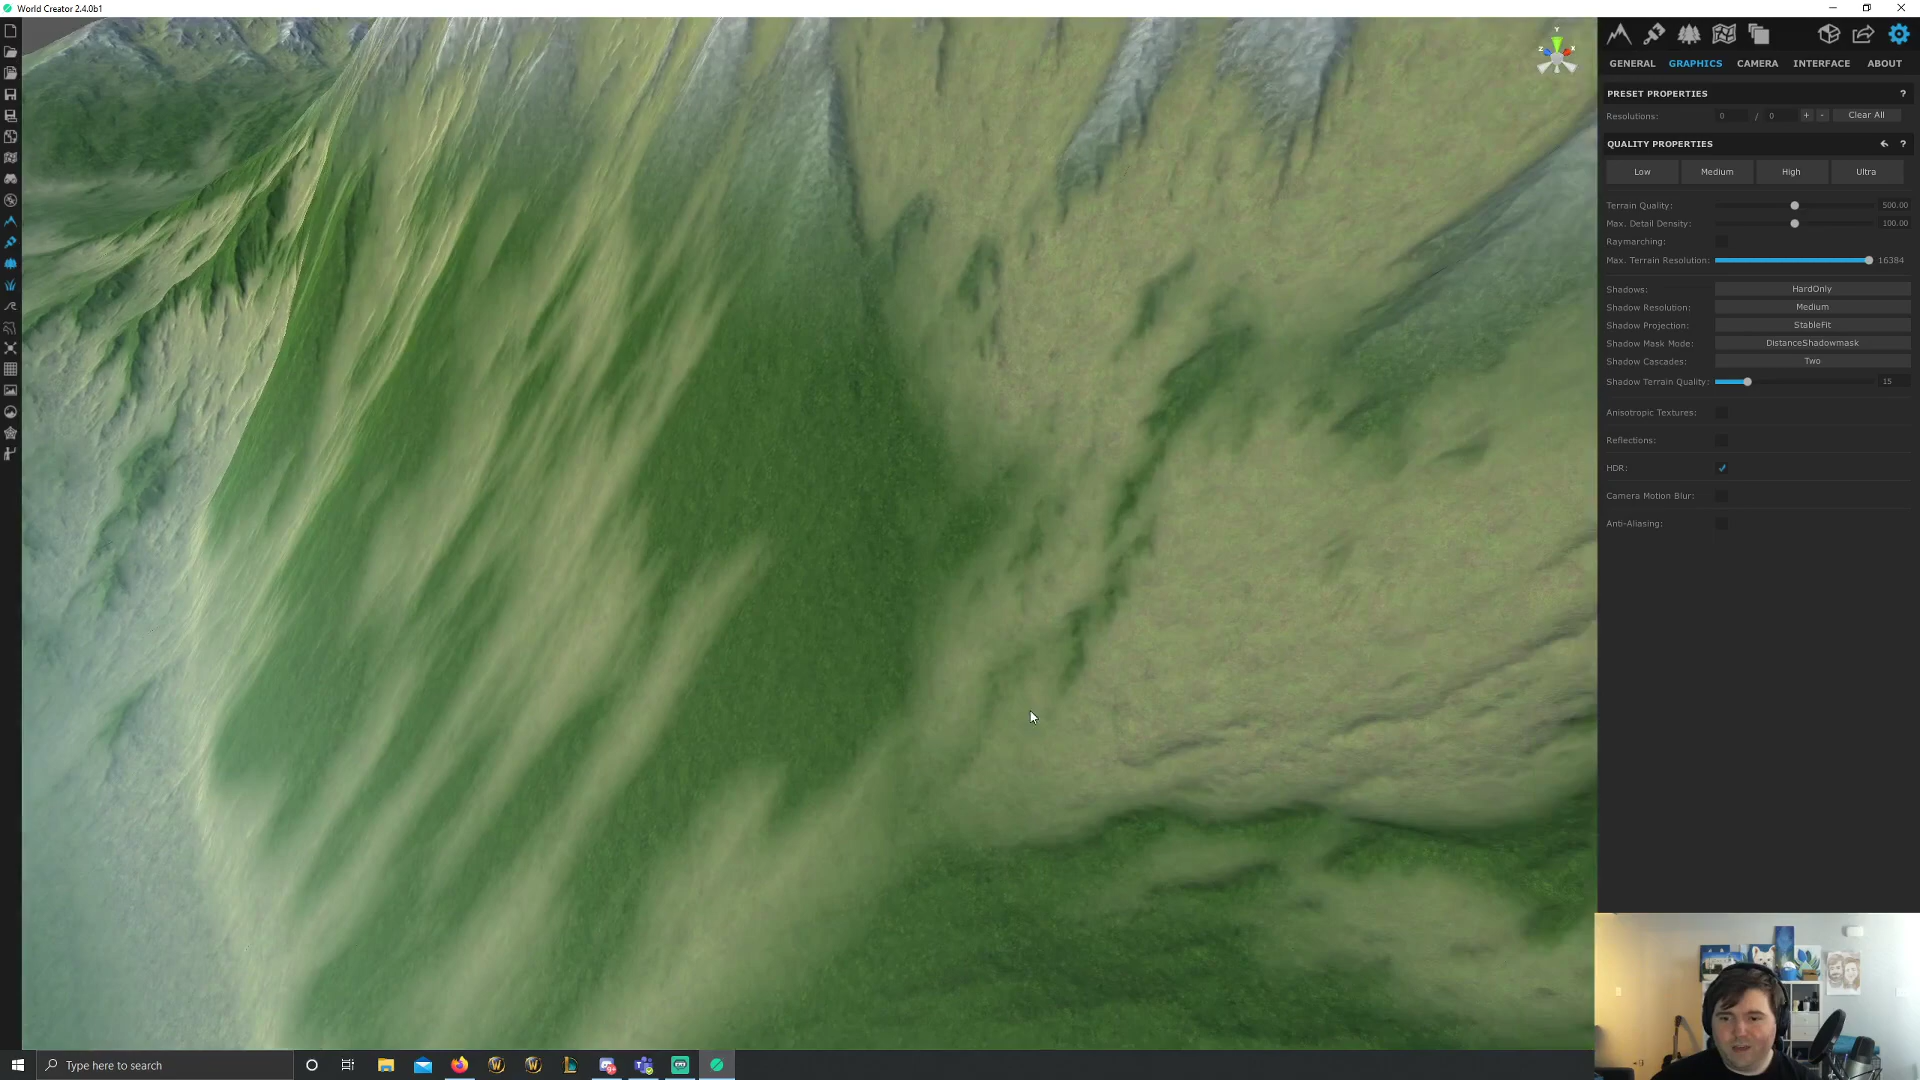 World Creator 2.4.0b1
GENERAL GRAPHICS CAMERA INTERFACE ABOUT
PRESET PROPERTIES ?
Resolutions: 0 / 0 + - Clear All
QUALITY PROPERTIES ?
Low Medium High Ultra
Terrain Quality: 500.00
Max. Detail Density: 100.00
Raymarching:
Max. Terrain Resolution: 16384
Shadows: HardOnly
Shadow Resolution: Medium
Shadow Projection: StableFit
Shadow Mask Mode: DistanceShadowmask
Shadow Cascades: Two
Shadow Terrain Quality: 15
Anisotropic Textures:
Reflections:
HDR:
Camera Motion Blur:
Anti-Aliasing:
Y
Z X
Type here to search